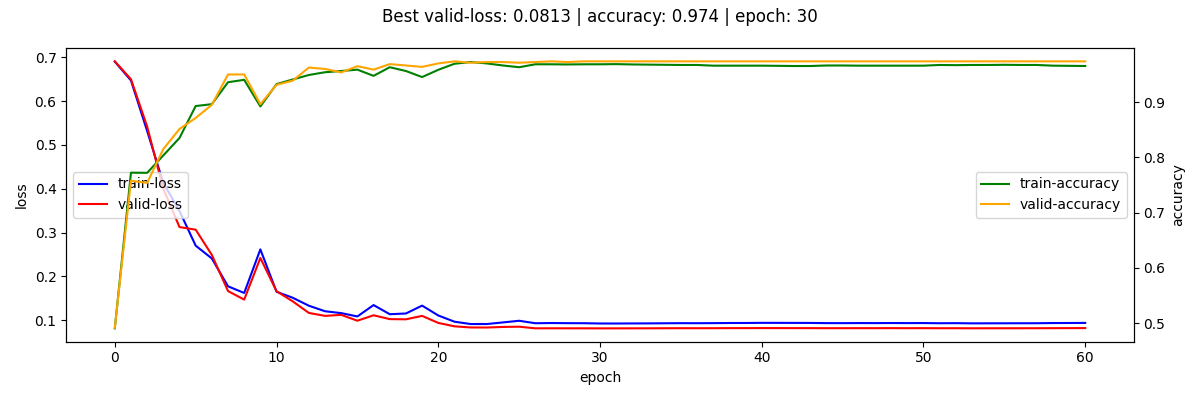 Best valid-loss: 0.0813 | accuracy: 0.974 | epoch: 30
0.7
0.6
0.5
0.4
0.3
0.2
0.1
loss
train-loss
valid-loss
train-accuracy
valid-accuracy
0.9
0.8
0.7
0.6
0.5
accuracy
0 10 20 30 40 50 60
epoch